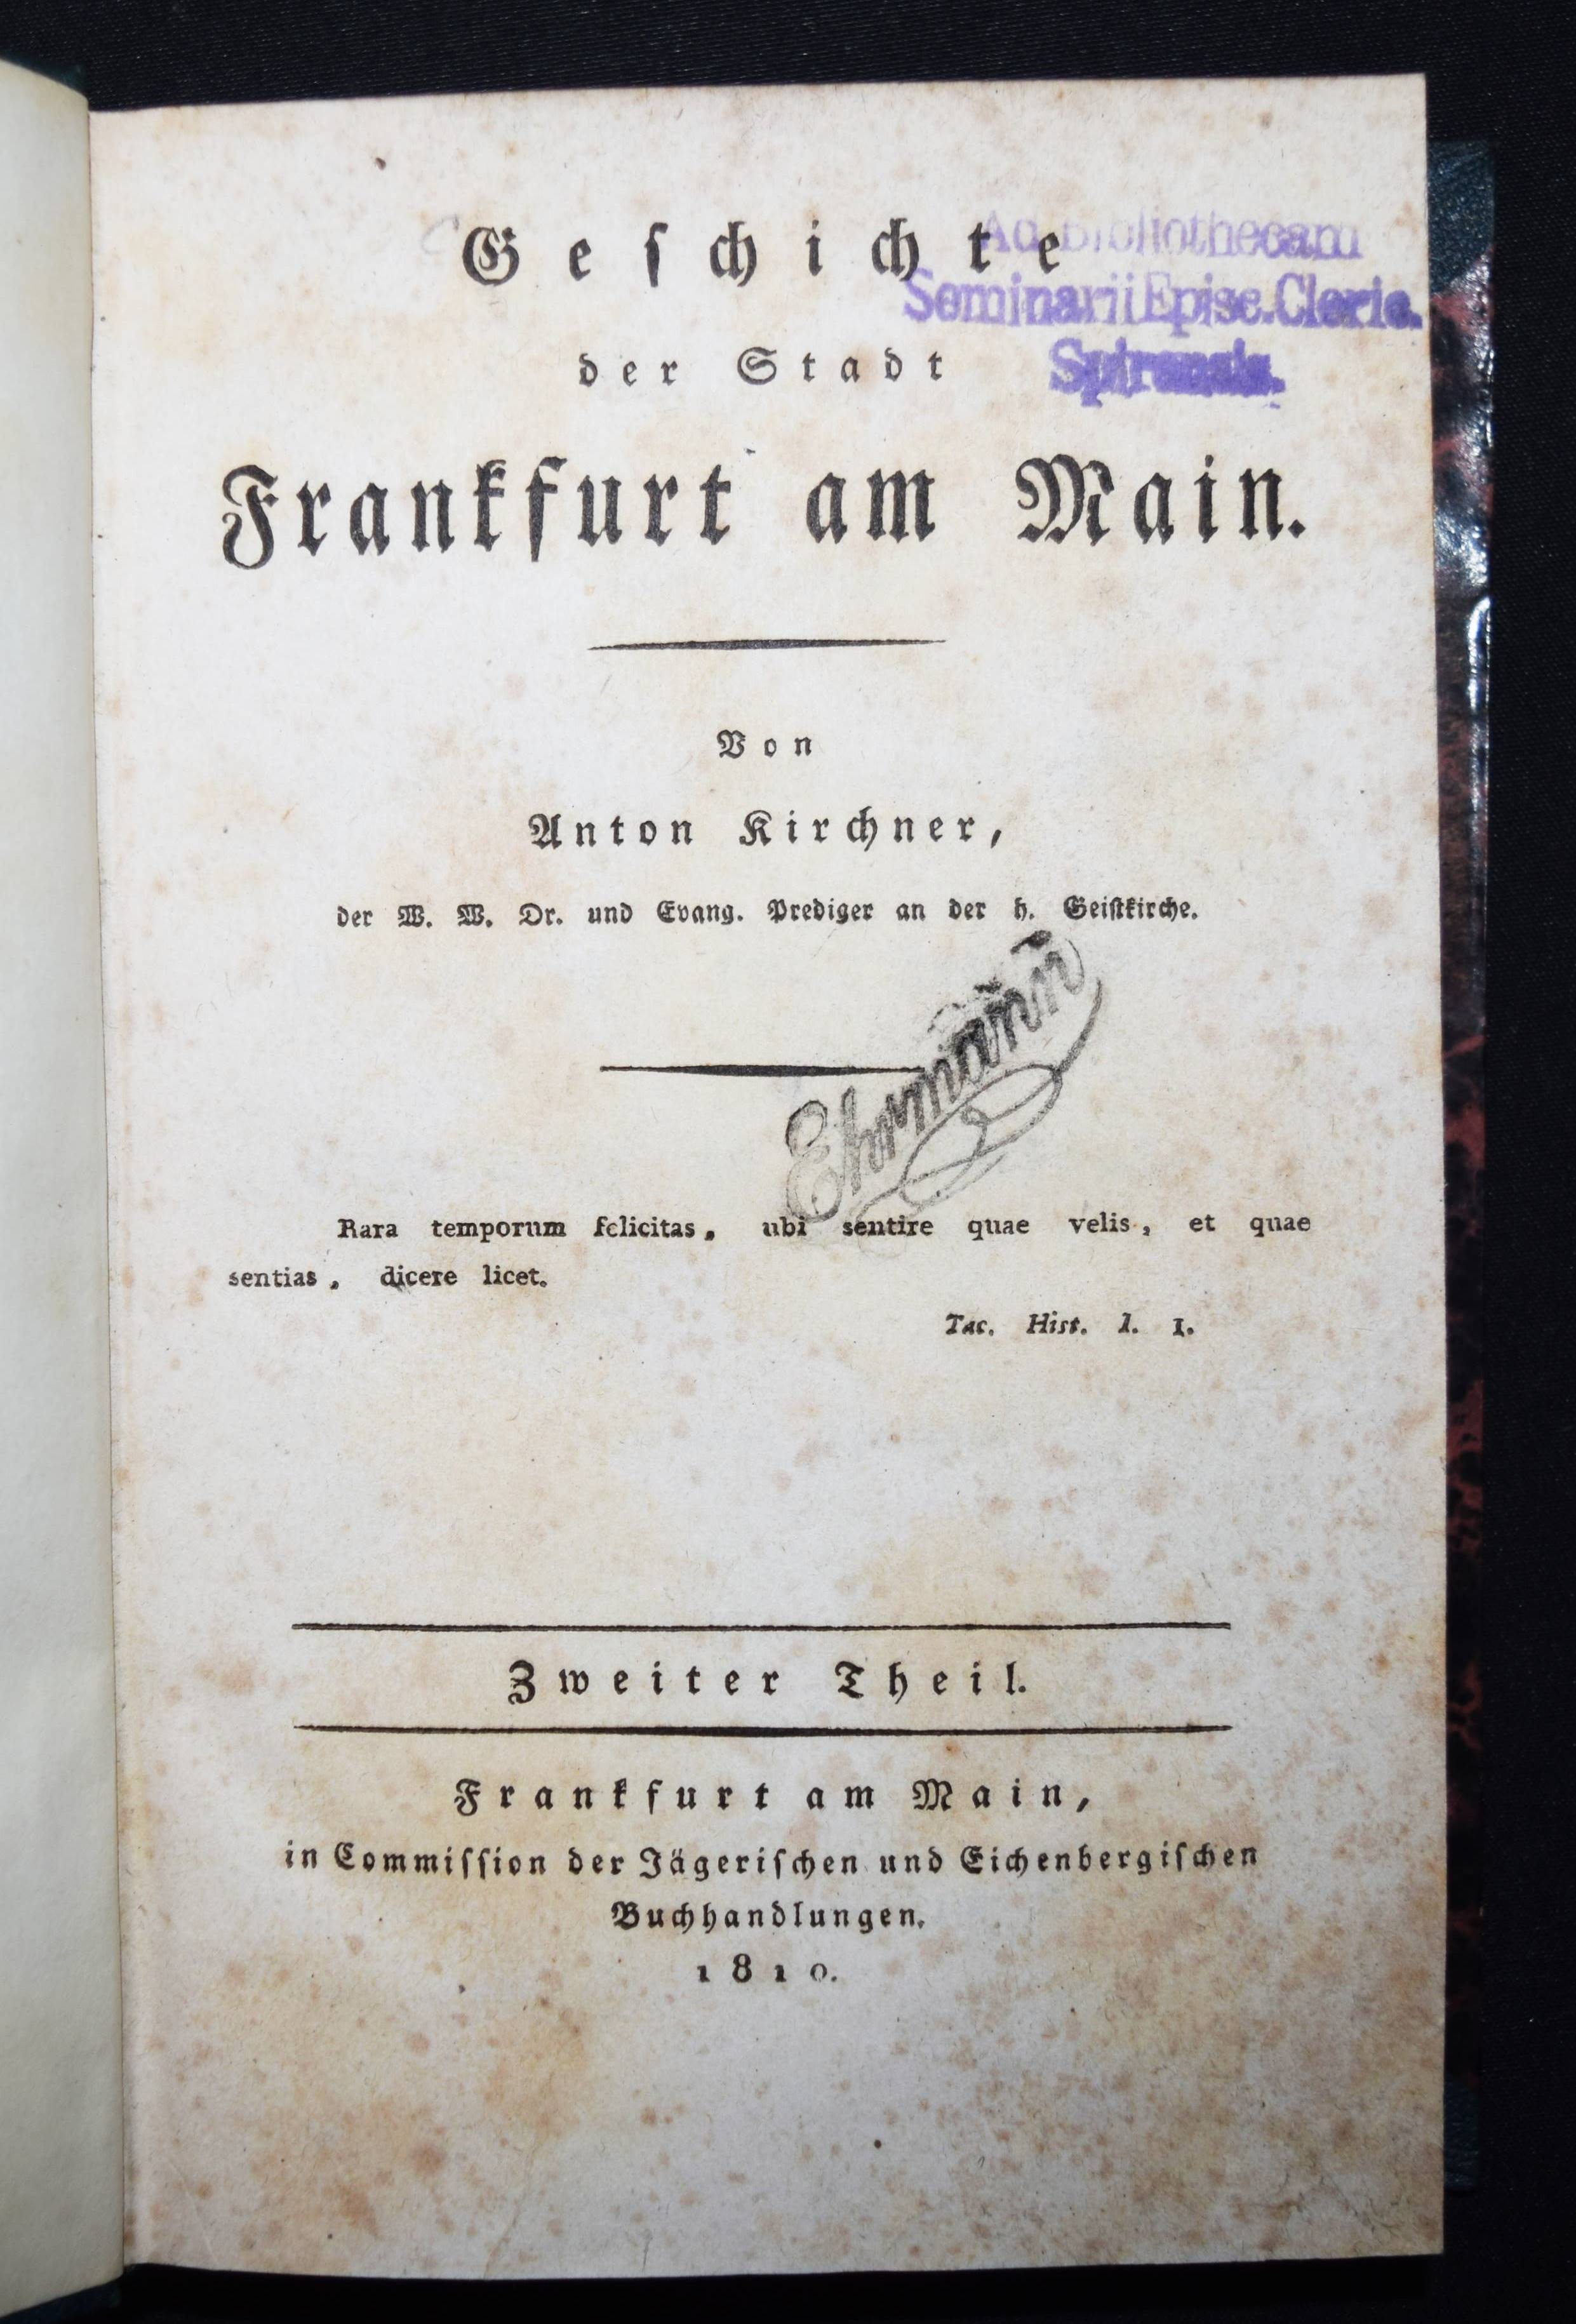 Geſchichte
Ad Bibliothecam
Seminarii Episc. Cleric.
der Stadt
Frankfurt am Main.
Von
Anton Kirchner,
der W. W. Dr. und Evang. Prediger an der h. Geiſtkirche.
Ehrmann
Rara temporum felicitas, ubi sentire quae velis, et quae
sentias, dicere licet.
Tac. Hist. l. 1.
Zweiter Theil.
Frankfurt am Main,
in Commiſſion der Jägeriſchen und Eichenbergiſchen
Buchhandlungen.
1810.